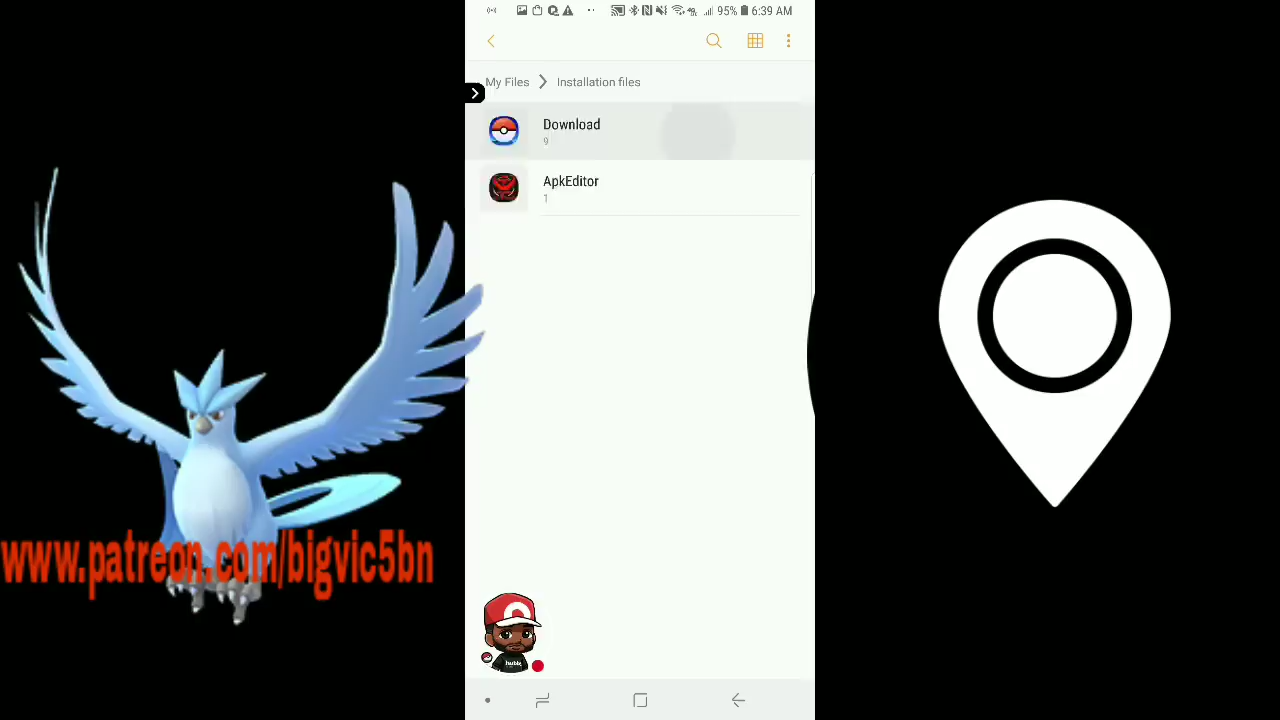 95% 6:39 AM
My Files Installation files
Download
9
ApkEditor
1
www.patreon.com/bigvic5bn